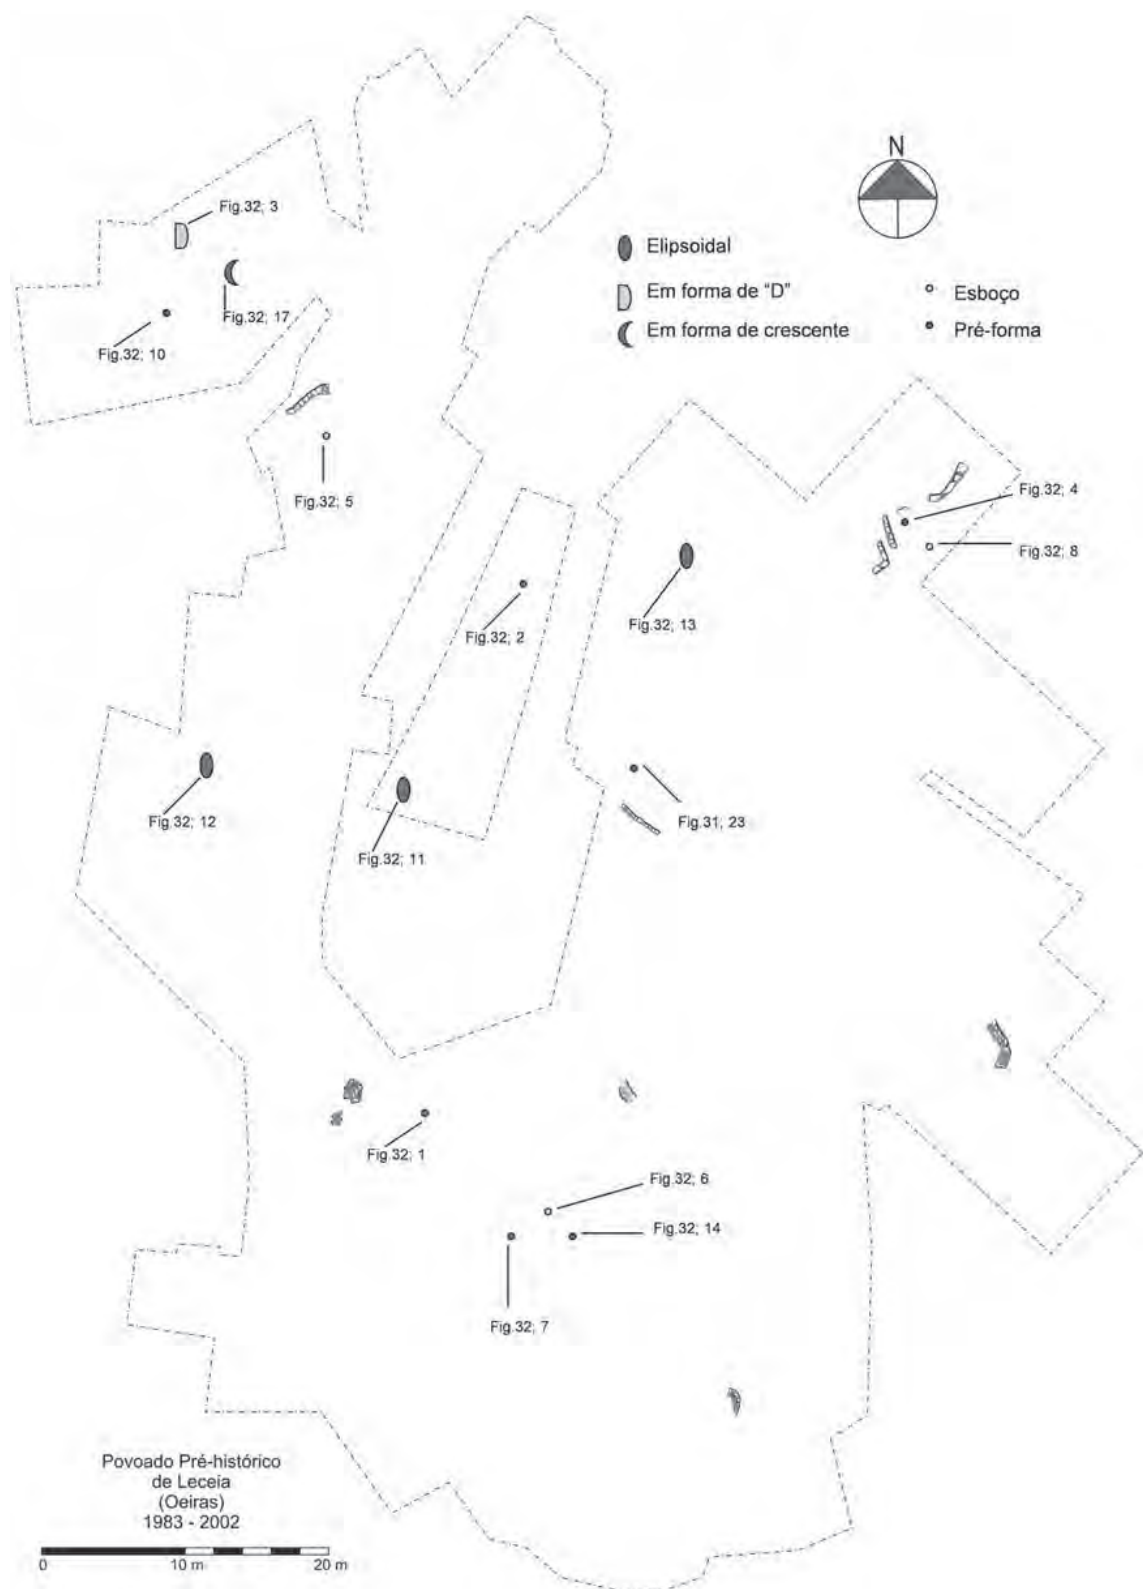 N
Fig.32; 3
Elipsoidal
Em forma de "D"
Esboço
Fig.32; 17
Em forma de crescente
Pré-forma
Fig.32; 10
Fig.32; 5
Fig.32; 4
Fig.32; 8
Fig.32; 13
Fig.32; 2
Fig.32; 12
Fig.31; 23
Fig.32; 11
Fig.32; 1
Fig.32; 6
Fig.32; 14
Fig.32; 7
Povoado Pré-histórico
de Leceia
(Oeiras)
1983 - 2002
0 10 m 20 m